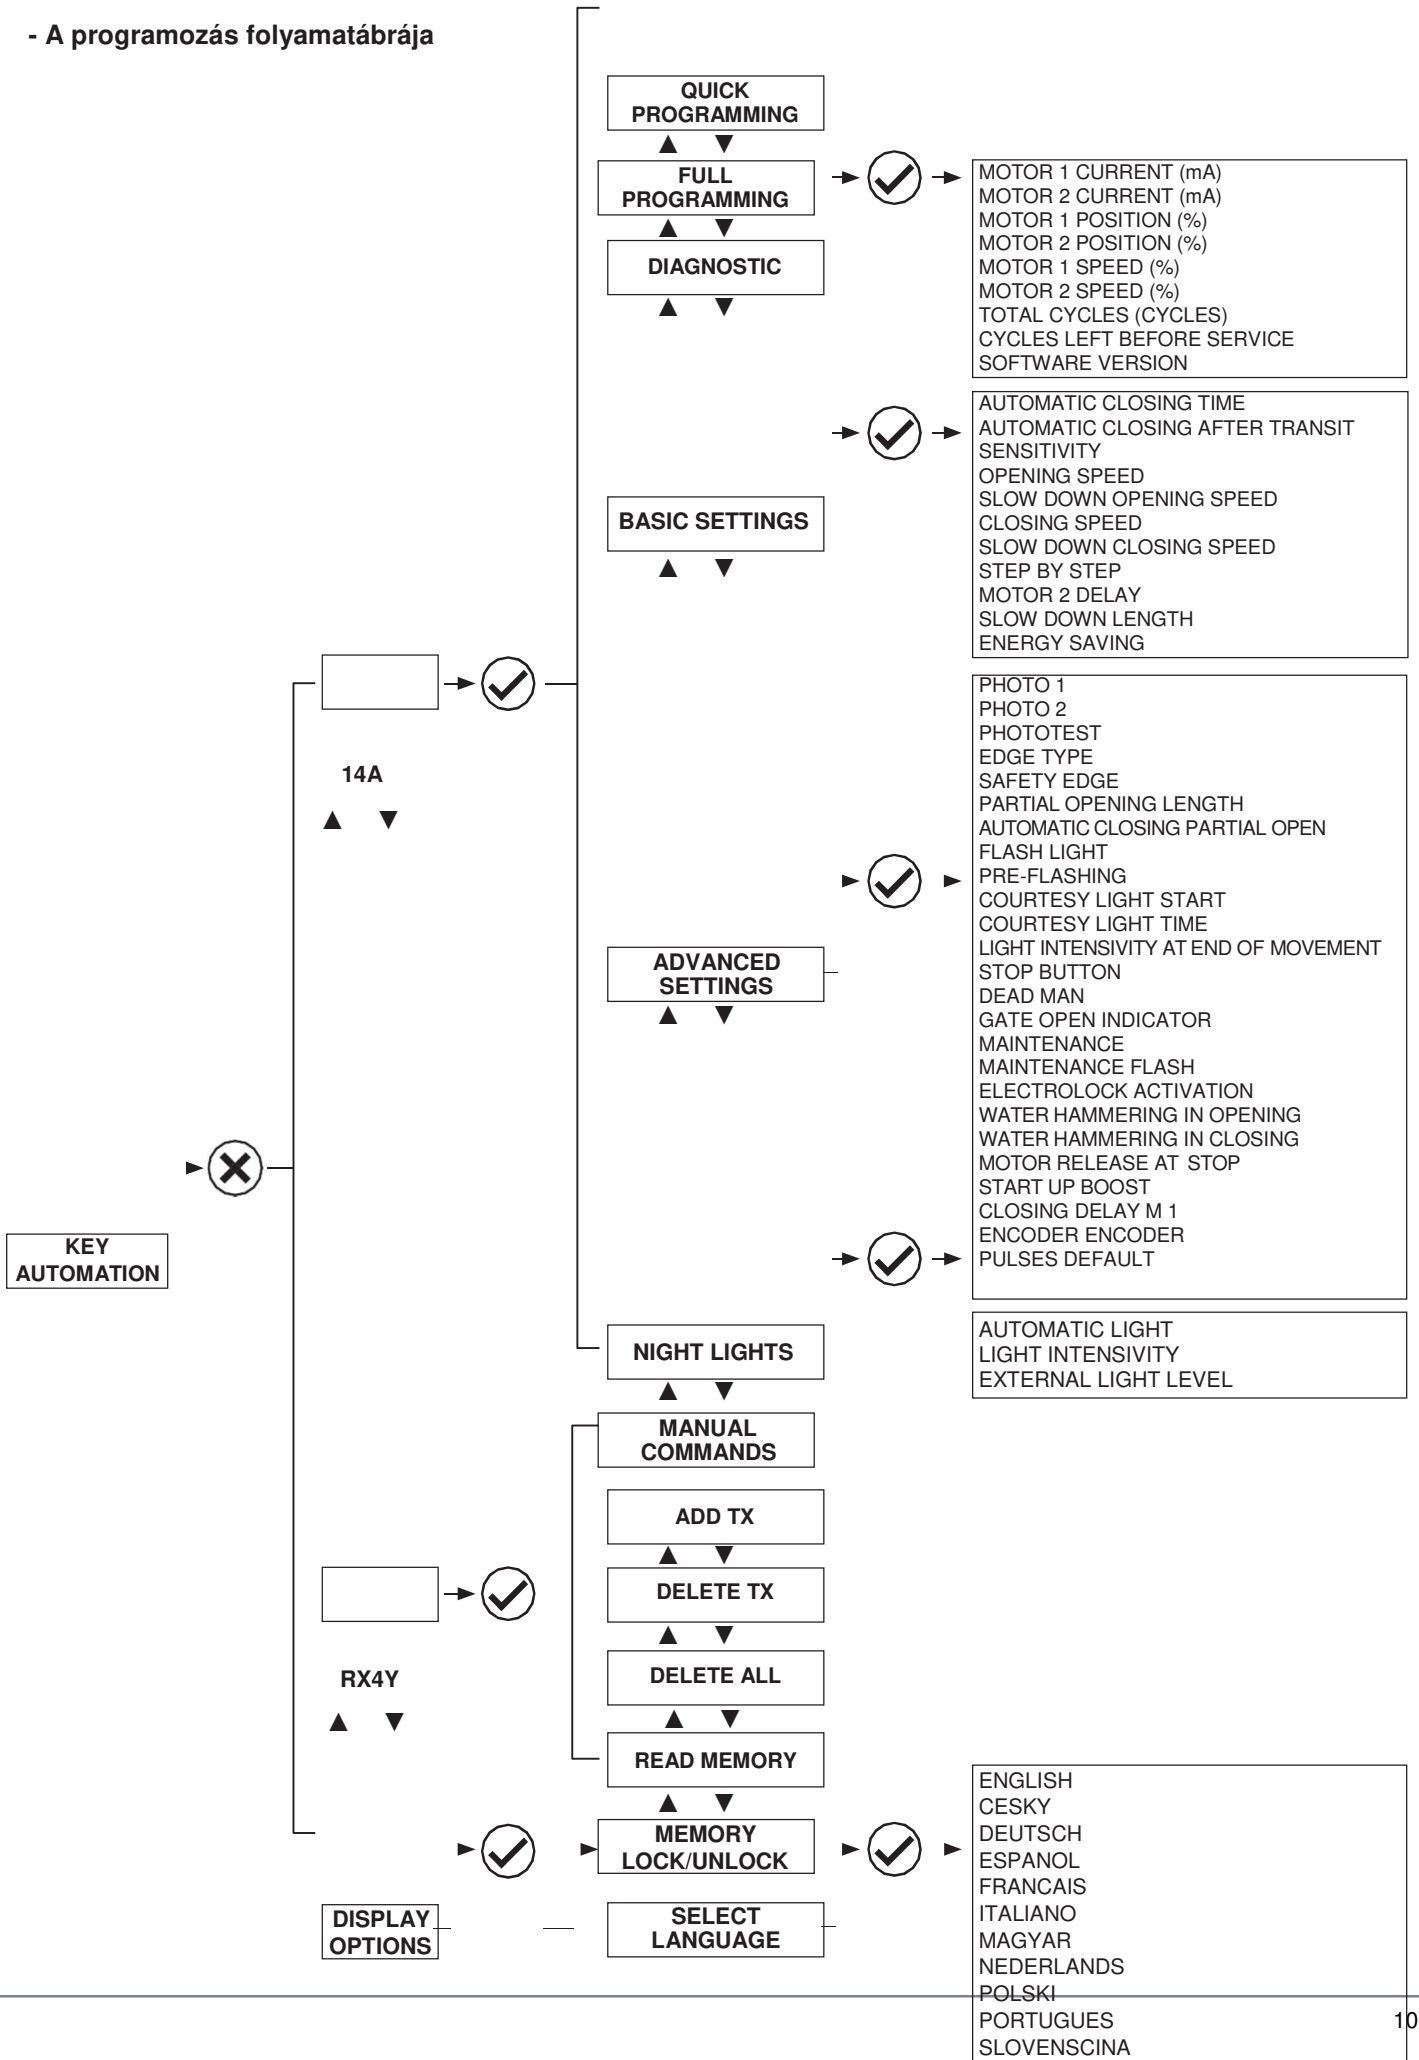 - A programozás folyamatábrája
QUICK
PROGRAMMING
▲ ▼
FULL
PROGRAMMING
▲ ▼
DIAGNOSTIC
▲ ▼
MOTOR 1 CURRENT (mA)
MOTOR 2 CURRENT (mA)
MOTOR 1 POSITION (%)
MOTOR 2 POSITION (%)
MOTOR 1 SPEED (%)
MOTOR 2 SPEED (%)
TOTAL CYCLES (CYCLES)
CYCLES LEFT BEFORE SERVICE
SOFTWARE VERSION
BASIC SETTINGS
▲ ▼
AUTOMATIC CLOSING TIME
AUTOMATIC CLOSING AFTER TRANSIT
SENSITIVITY
OPENING SPEED
SLOW DOWN OPENING SPEED
CLOSING SPEED
SLOW DOWN CLOSING SPEED
STEP BY STEP
MOTOR 2 DELAY
SLOW DOWN LENGTH
ENERGY SAVING
14A
▲ ▼
ADVANCED
SETTINGS
▲ ▼
PHOTO 1
PHOTO 2
PHOTOTEST
EDGE TYPE
SAFETY EDGE
PARTIAL OPENING LENGTH
AUTOMATIC CLOSING PARTIAL OPEN
FLASH LIGHT
PRE-FLASHING
COURTESY LIGHT START
COURTESY LIGHT TIME
LIGHT INTENSIVITY AT END OF MOVEMENT
STOP BUTTON
DEAD MAN
GATE OPEN INDICATOR
MAINTENANCE
MAINTENANCE FLASH
ELECTROLOCK ACTIVATION
WATER HAMMERING IN OPENING
WATER HAMMERING IN CLOSING
MOTOR RELEASE AT STOP
START UP BOOST
CLOSING DELAY M 1
ENCODER ENCODER
PULSES DEFAULT
KEY
AUTOMATION
NIGHT LIGHTS
▲ ▼
AUTOMATIC LIGHT
LIGHT INTENSIVITY
EXTERNAL LIGHT LEVEL
MANUAL
COMMANDS
ADD TX
▲ ▼
DELETE TX
▲ ▼
DELETE ALL
▲ ▼
RX4Y
▲ ▼
READ MEMORY
▲ ▼
MEMORY
LOCK/UNLOCK
DISPLAY
OPTIONS
SELECT
LANGUAGE
ENGLISH
CESKY
DEUTSCH
ESPANOL
FRANCAIS
ITALIANO
MAGYAR
NEDERLANDS
POLSKI
PORTUGUES
SLOVENSCINA
10